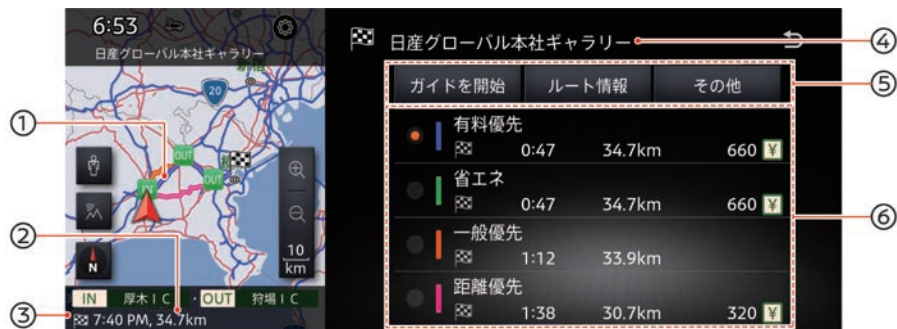 6:53
日産グローバル本社ギャラリー
新宿
20
①
OUT
OUT
IN
②
N
10
km
IN 厚木IC・OUT 狩場IC
③
7:40 PM, 34.7km
日産グローバル本社ギャラリー
④
ガイドを開始 ルート情報 その他
⑤
有料優先
0:47 34.7km 660 ¥
省エネ
0:47 34.7km 660 ¥
⑥
一般優先
1:12 33.9km
距離優先
1:38 30.7km 320 ¥